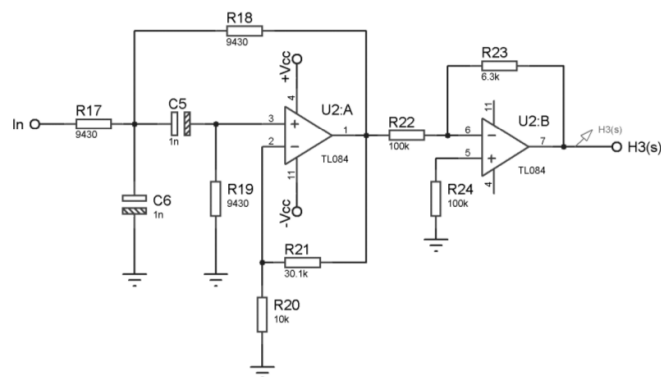 R18
9430
R23
6.3k
+Vcc
4
U2:A
In
R17
9430
C5
1n
3
2
1
TL084
11
-Vcc
R22
100k
11
U2:B
6
5
7
TL084
4
H3(s)
H3(s)
C6
1n
R19
9430
R24
100k
R21
30.1k
R20
10k